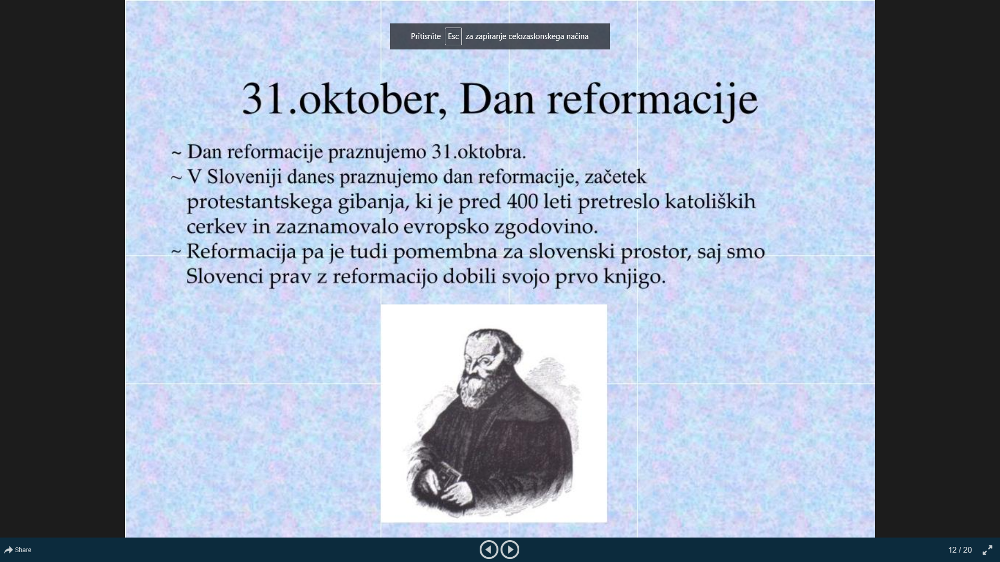 Pritisnite Esc za zapiranje celozaslonskega načina
31.oktober, Dan reformacije
~ Dan reformacije praznujemo 31.oktobra.
~ V Sloveniji danes praznujemo dan reformacije, začetek
protestantskega gibanja, ki je pred 400 leti pretreslo katoliških
cerkev in zaznamovalo evropsko zgodovino.
~ Reformacija pa je tudi pomembna za slovenski prostor, saj smo
Slovenci prav z reformacijo dobili svojo prvo knjigo.
Share
12 / 20